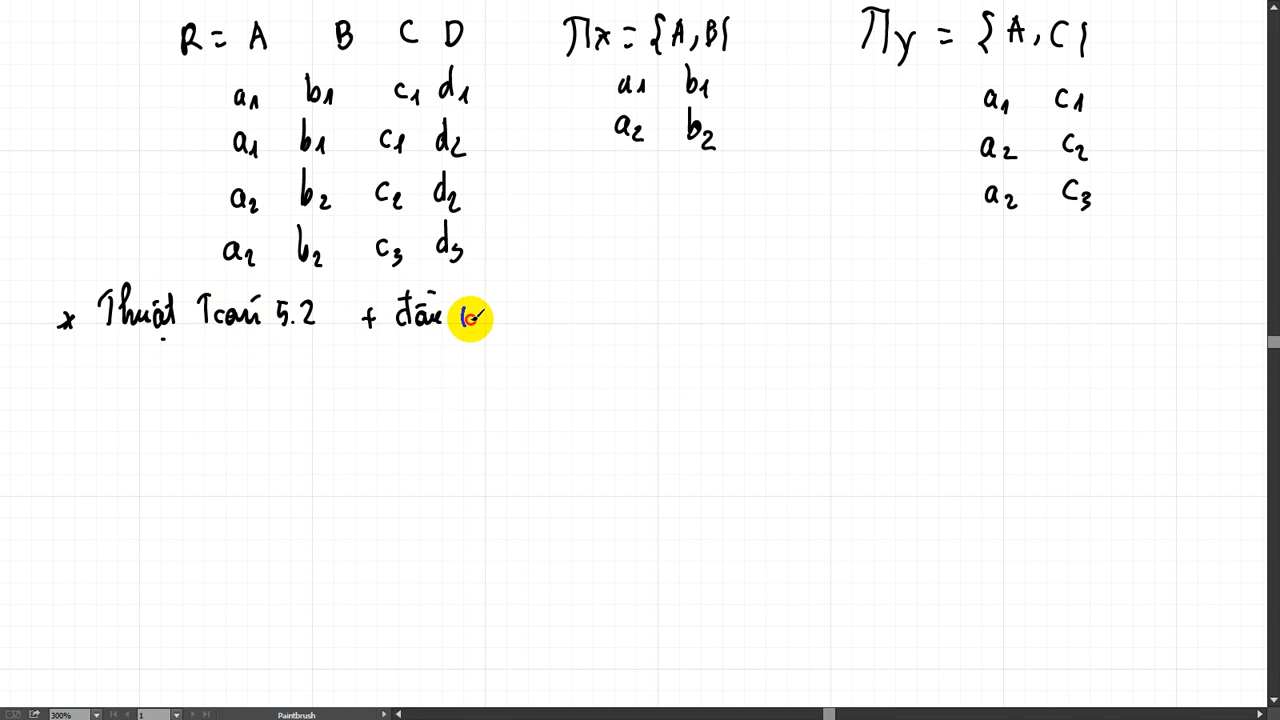 R = A B C D
a1 b1 c1 d1
a1 b1 c1 d2
a2 b2 c2 d2
a2 b2 c3 d3
Πx = {A, B}
a1 b1
a2 b2
Πy = {A, C}
a1 c1
a2 c2
a2 c3
* Thuật Toán 5.2 + đầu
300%
1
Paintbrush